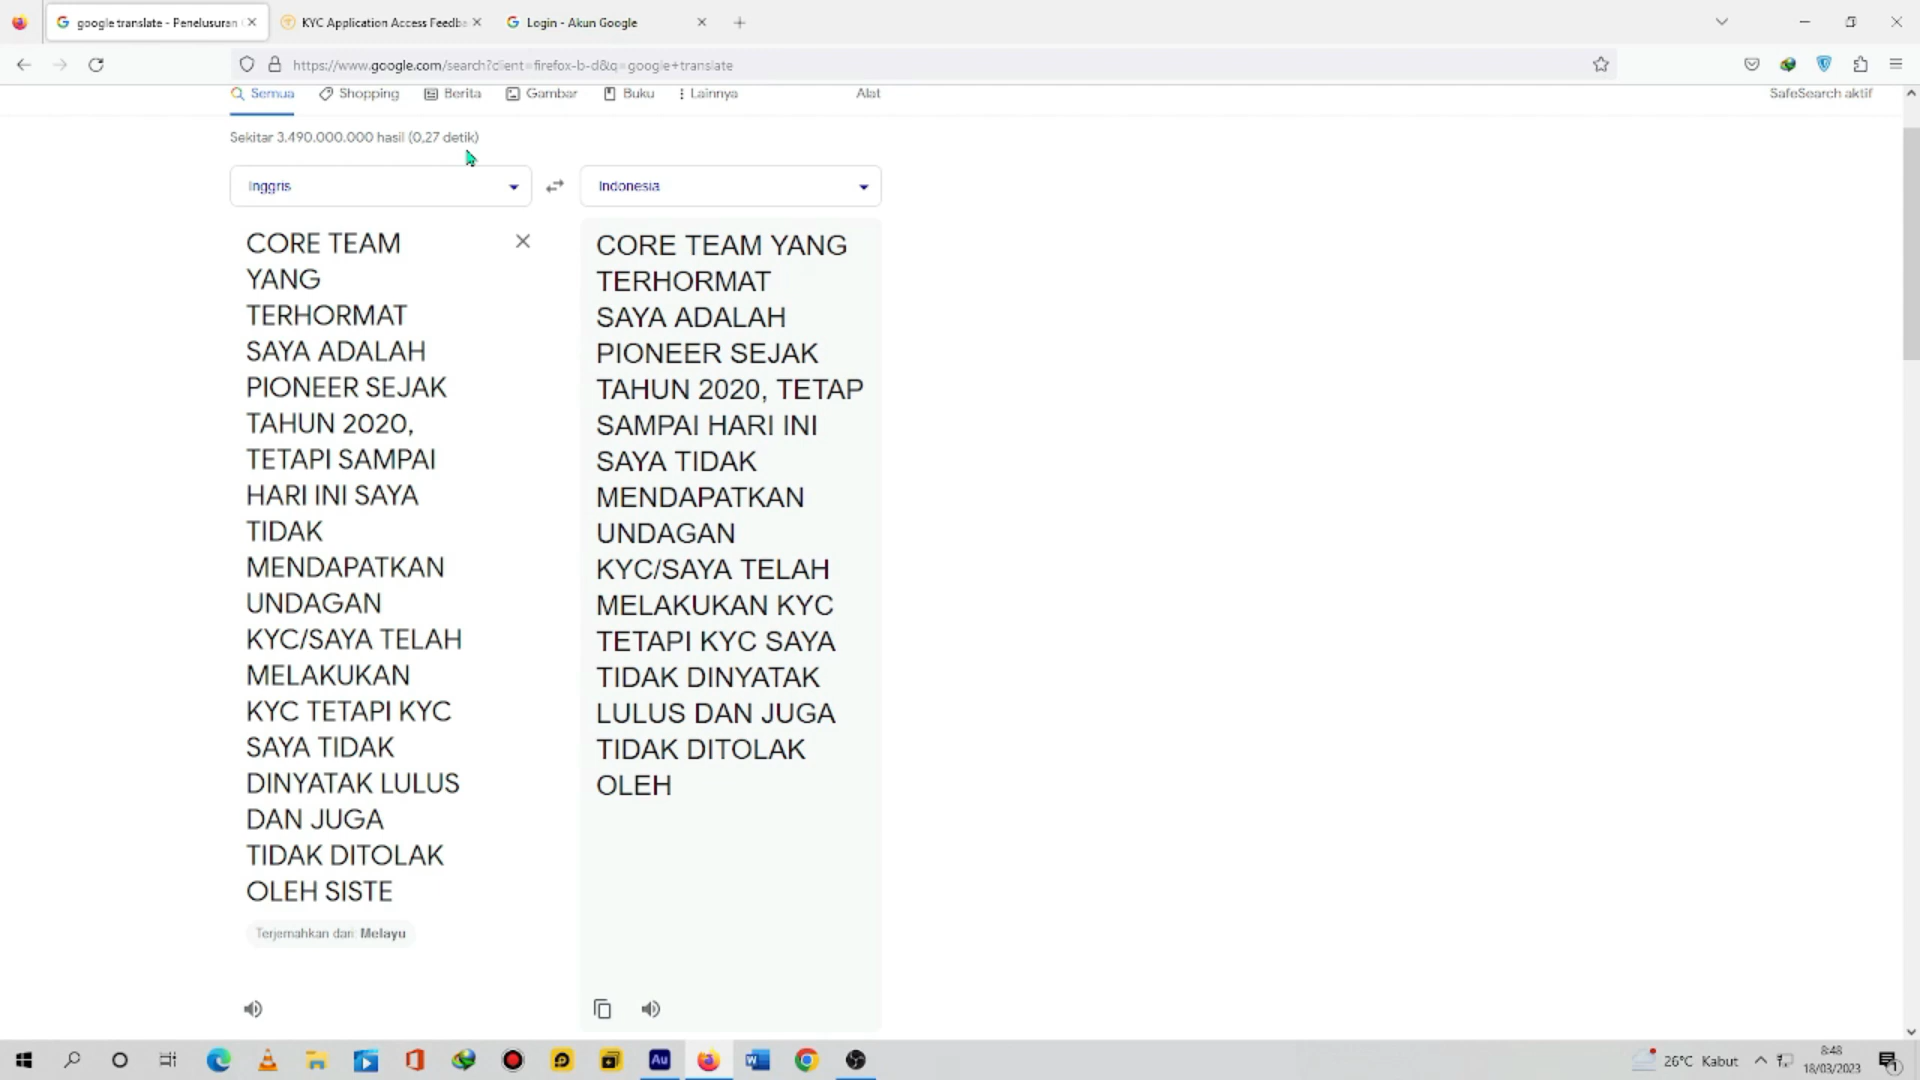 google translate - Penelusuran
KYC Application Access Feedba
Login - Akun Google
https://www.google.com/search?client=firefox-b-d&q=google+translate
Semua
Shopping
Berita
Gambar
Buku
Lainnya
Alat
SafeSearch aktif
Sekitar 3.490.000.000 hasil (0,27 detik)
Inggris
Indonesia
CORE TEAM
YANG
TERHORMAT
SAYA ADALAH
PIONEER SEJAK
TAHUN 2020,
TETAPI SAMPAI
HARI INI SAYA
TIDAK
MENDAPATKAN
UNDAGAN
KYC/SAYA TELAH
MELAKUKAN
KYC TETAPI KYC
SAYA TIDAK
DINYATAK LULUS
DAN JUGA
TIDAK DITOLAK
OLEH SISTE
Terjemahkan dari: Melayu
CORE TEAM YANG
TERHORMAT
SAYA ADALAH
PIONEER SEJAK
TAHUN 2020, TETAP
SAMPAI HARI INI
SAYA TIDAK
MENDAPATKAN
UNDAGAN
KYC/SAYA TELAH
MELAKUKAN KYC
TETAPI KYC SAYA
TIDAK DINYATAK
LULUS DAN JUGA
TIDAK DITOLAK
OLEH
Au
26°C Kabut
8:48
18/03/2023